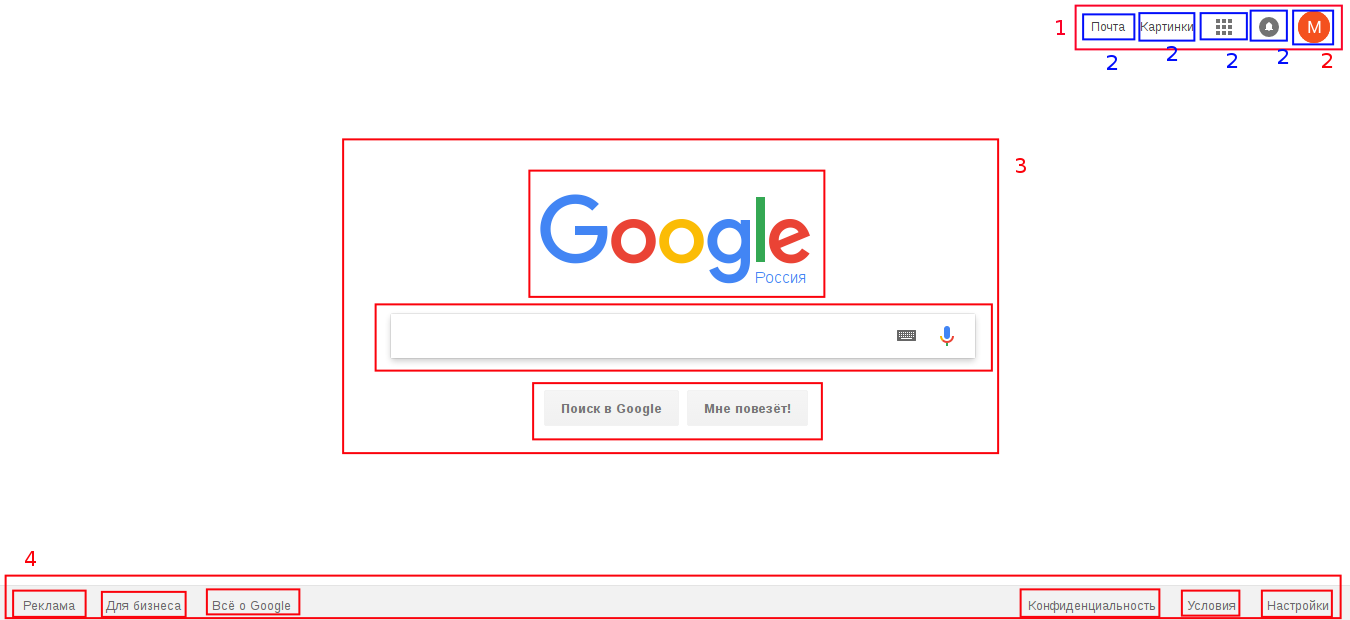 1 Почта Картинки M
2 2 2 2 2
3
Google
Россия
Поиск в Google Мне повезёт!
4
Реклама Для бизнеса Всё о Google Конфиденциальность Условия Настройки